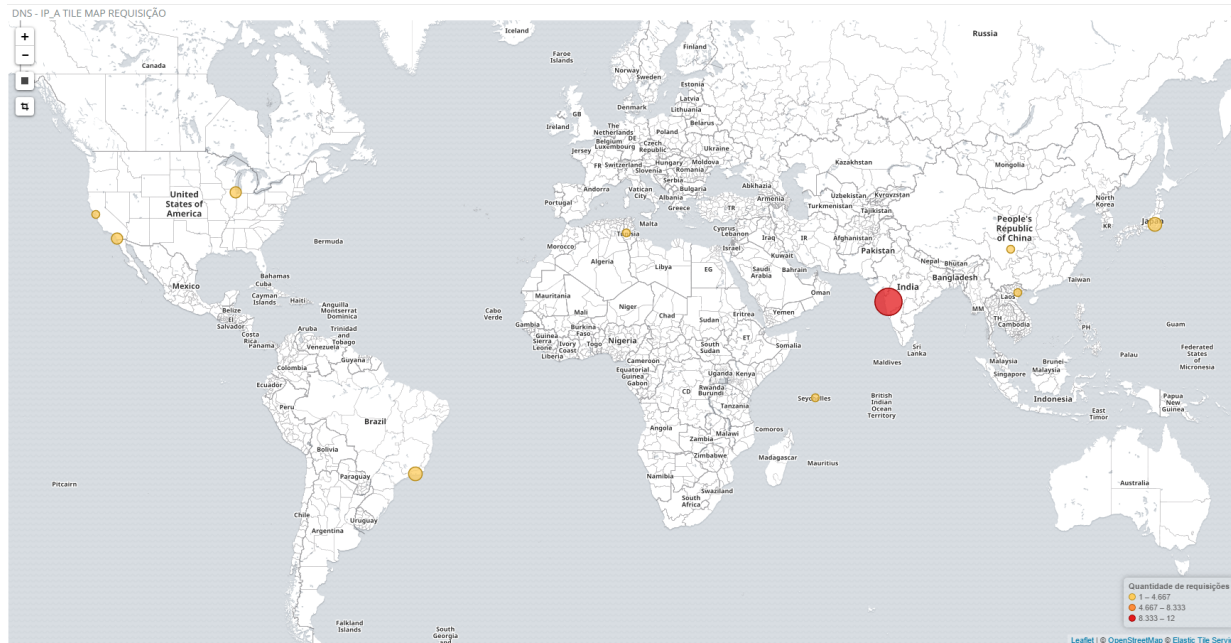 DNS - IP_A TILE MAP REQUISIÇÃO
+
−
Iceland
Russia
Finland
Faroe
Islands
Canada
Norway
Sweden
Estonia
Latvia
Denmark
Lithuania
GB
Ireland
The
Netherlands
Belarus
Poland
DE
Belgium
Luxembourg
Czech
Republic
Ukraine
Jersey
Kazakhstan
Mongolia
FR
Switzerland
Hungary
Moldova
Slovenia
Romania
Serbia
Andorra
Vatican
City
Bulgaria
Albania
Abkhazia
Armenia
Uzbekistan
Kyrgyzstan
Turkmenistan
Tajikistan
North
Korea
KR
Japan
United
States of
America
Portugal
Greece
TR
People's
Republic
of China
Malta
Tunisia
Cyprus
Lebanon
Israel
Iraq
IR
Afghanistan
Pakistan
Bermuda
Morocco
Algeria
Libya
EG
Kuwait
Bahrain
Saudi
Arabia
Nepal
Bhutan
Bangladesh
Taiwan
India
Bahamas
Cuba
Mexico
Cayman
Islands
Haiti
Anguilla
Montserrat
Dominica
Belize
El
Salvador
Costa
Rica
Panama
Aruba
Trinidad
and
Tobago
Venezuela
Guyana
Colombia
Ecuador
Peru
Brazil
Bolivia
Paraguay
Chile
Uruguay
Argentina
Pitcairn
Falkland
Islands
South
Georgia
and
Cabo
Verde
Mauritania
Mali
Niger
Chad
Sudan
Eritrea
Yemen
Oman
Gambia
Guinea
Sierra
Leone
Liberia
Burkina
Faso
Ivory
Coast
Togo
Nigeria
South
Sudan
ET
Somalia
Cameroon
Equatorial
Guinea
Gabon
Uganda
Kenya
CD
Rwanda
Burundi
Tanzania
Seychelles
Angola
Zambia
Malawi
Comoros
Zimbabwe
Madagascar
Mauritius
Namibia
Swaziland
South
Africa
Sri
Lanka
Maldives
British
Indian
Ocean
Territory
MM
Laos
TH
Cambodia
PH
Guam
Palau
Federated
States of
Micronesia
Malaysia
Brunei
Malaysia
Singapore
Indonesia
East
Timor
Papua
New
Guinea
Australia
Quantidade de requisições
1 – 4.667
4.667 – 8.333
8.333 – 12
Leaflet | © OpenStreetMap © Elastic Tile Servi